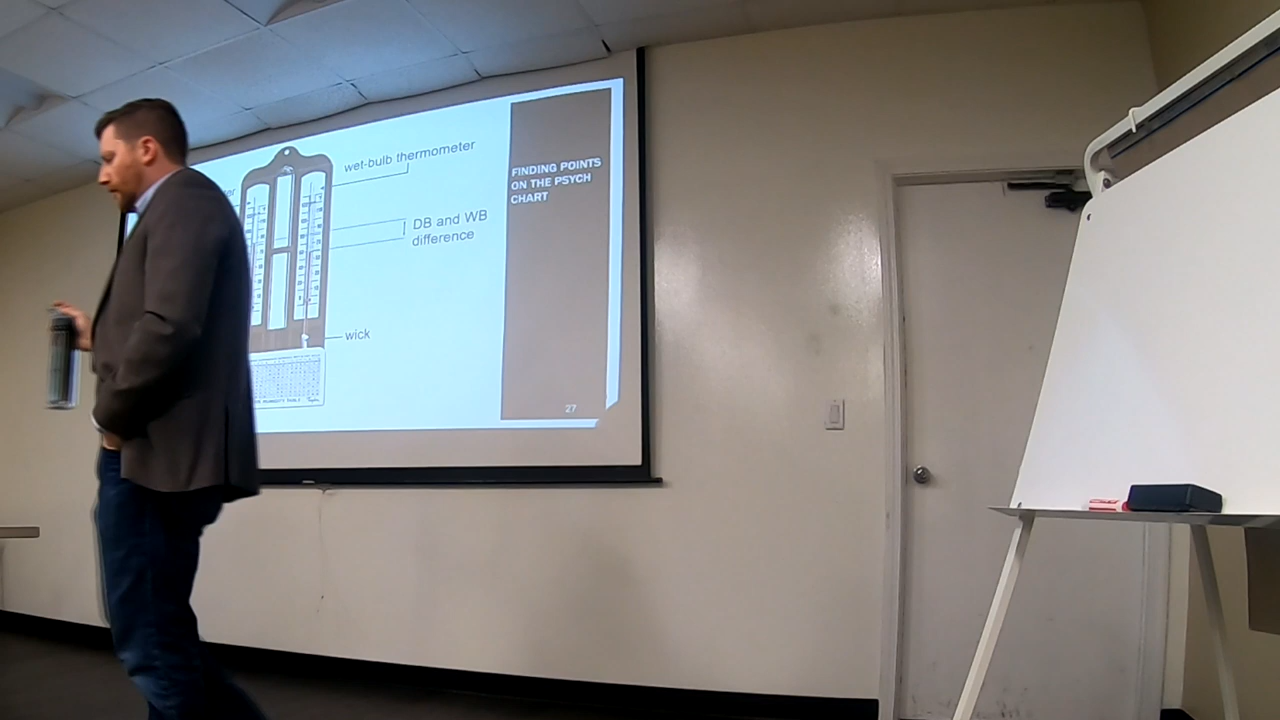 wet-bulb thermometer
DB and WB
difference
wick
FINDING POINTS
ON THE PSYCH
CHART
27